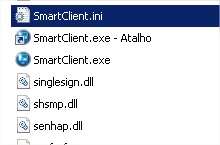 SmartClient.ini
SmartClient.exe - Atalho
SmartClient.exe
singlesign.dll
shsmp.dll
senhap.dll